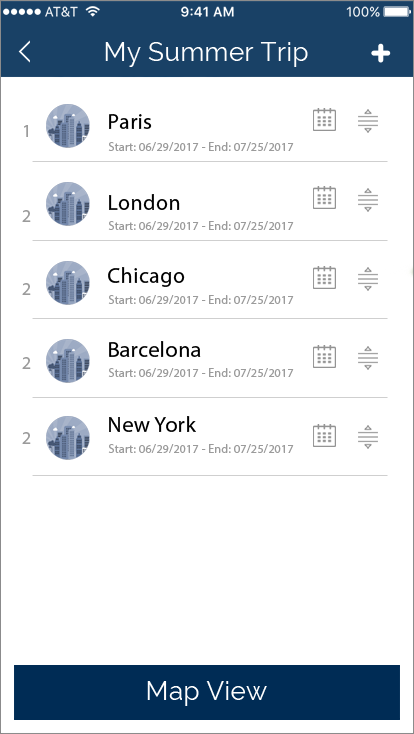 AT&T 9:41 AM 100%
My Summer Trip
1 Paris
Start: 06/29/2017 - End: 07/25/2017
2 London
Start: 06/29/2017 - End: 07/25/2017
2 Chicago
Start: 06/29/2017 - End: 07/25/2017
2 Barcelona
Start: 06/29/2017 - End: 07/25/2017
2 New York
Start: 06/29/2017 - End: 07/25/2017
Map View